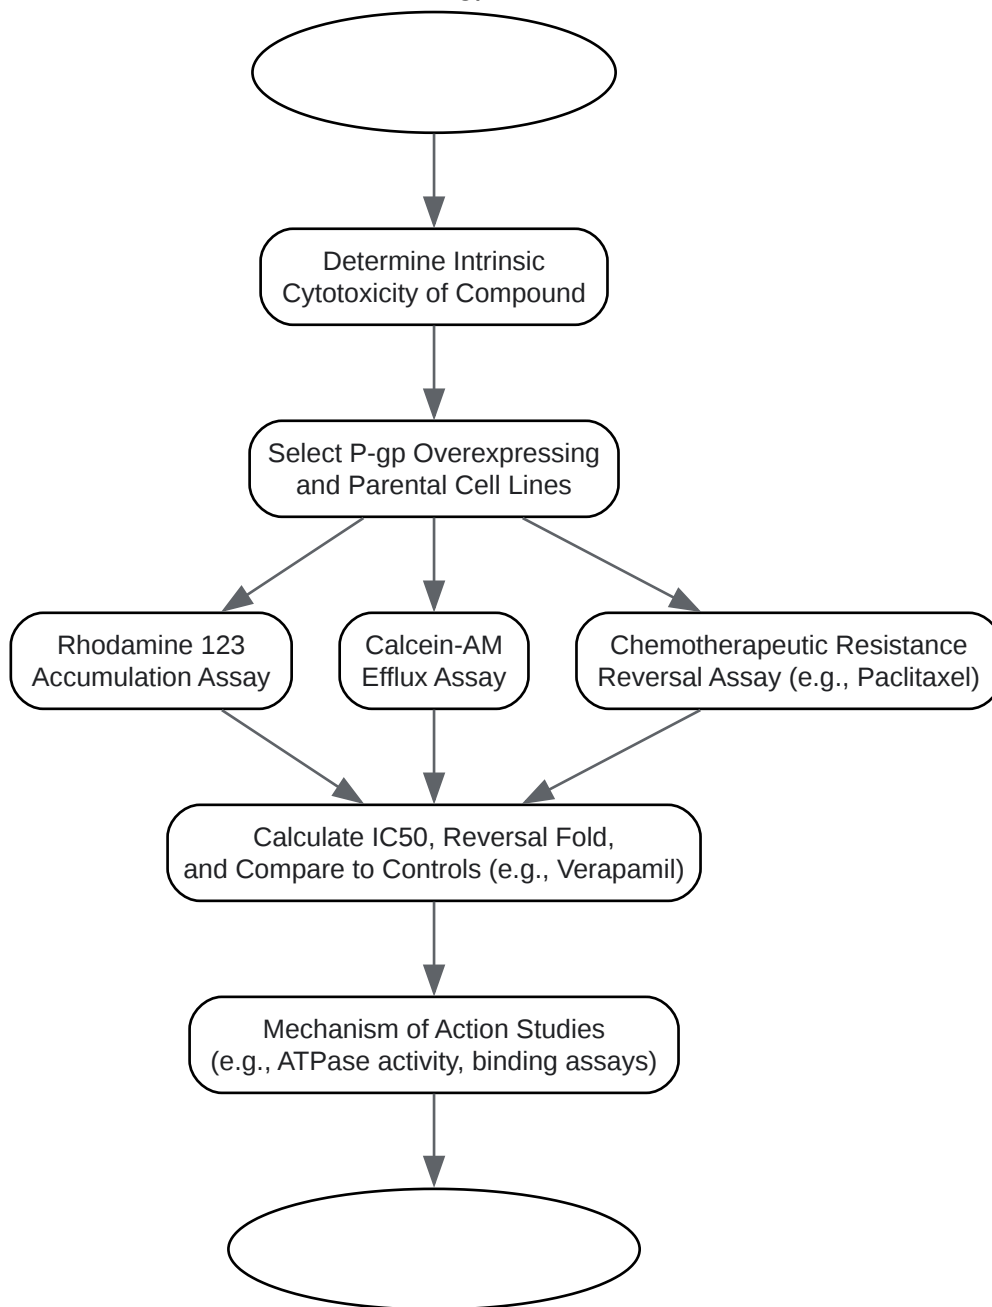 Determine Intrinsic
Cytotoxicity of Compound
Select P-gp Overexpressing
and Parental Cell Lines
Rhodamine 123
Accumulation Assay
Calcein-AM
Efflux Assay
Chemotherapeutic Resistance
Reversal Assay (e.g., Paclitaxel)
Calculate IC50, Reversal Fold,
and Compare to Controls (e.g., Verapamil)
Mechanism of Action Studies
(e.g., ATPase activity, binding assays)